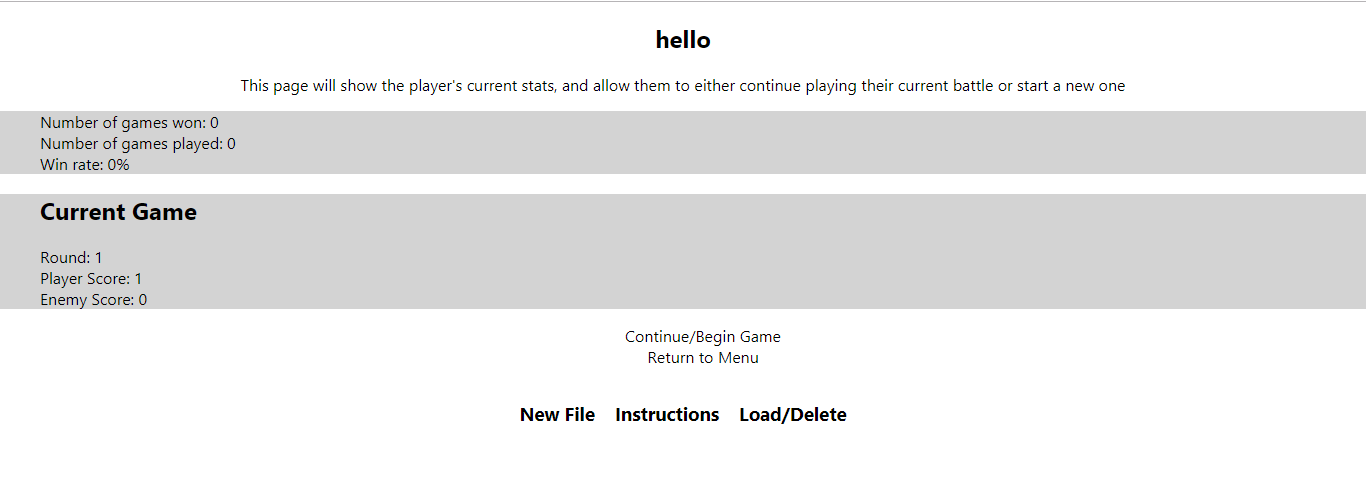 hello
This page will show the player's current stats, and allow them to either continue playing their current battle or start a new one
Number of games won: 0
Number of games played: 0
Win rate: 0%
Current Game
Round: 1
Player Score: 1
Enemy Score: 0
Continue/Begin Game
Return to Menu
New File Instructions Load/Delete